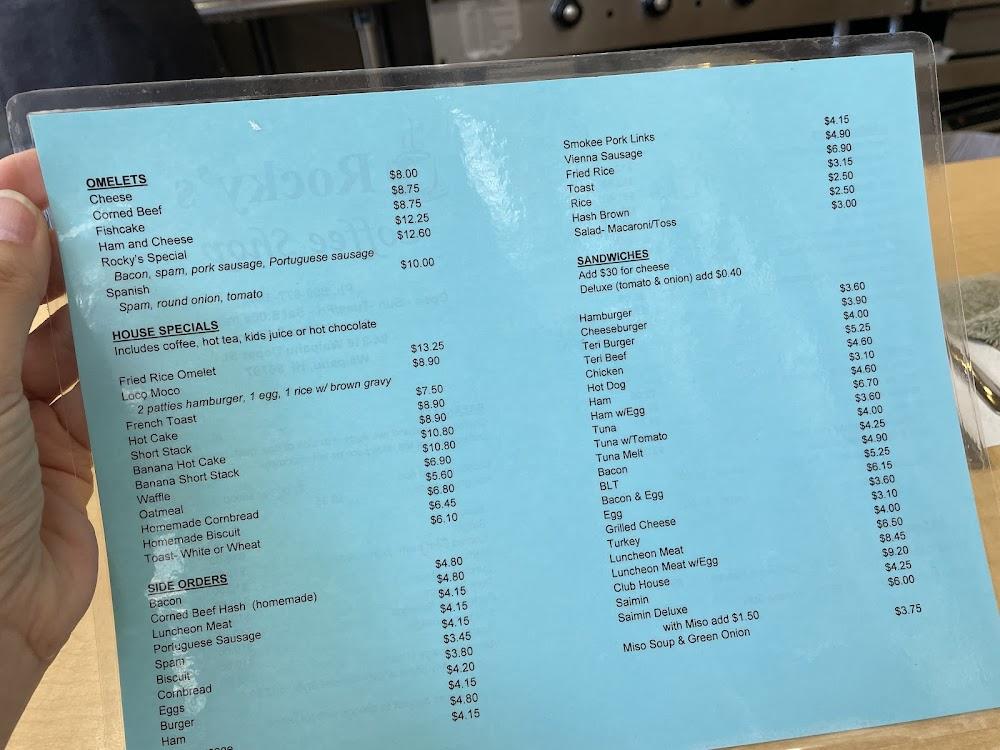 OMELETS
Cheese $8.00
Corned Beef $8.75
Fishcake $8.75
Ham and Cheese $12.25
Rocky's Special $12.60
Bacon, spam, pork sausage, Portuguese sausage
Spanish $10.00
Spam, round onion, tomato
HOUSE SPECIALS
Includes coffee, hot tea, kids juice or hot chocolate
Fried Rice Omelet $13.25
Loco Moco $8.90
2 patties hamburger, 1 egg, 1 rice w/ brown gravy
French Toast $7.50
Hot Cake $8.90
Short Stack $8.90
Banana Hot Cake $10.80
Banana Short Stack $10.80
Waffle $6.90
Oatmeal $5.60
Homemade Cornbread $6.80
Homemade Biscuit $6.45
Toast- White or Wheat $6.10
SIDE ORDERS
Bacon $4.80
Corned Beef Hash (homemade) $4.80
Luncheon Meat $4.15
Portuguese Sausage $4.15
Spam $4.15
Biscuit $3.45
Cornbread $3.80
Eggs $4.20
Burger $4.15
Ham $4.80
$4.15
Smokee Pork Links $4.15
Vienna Sausage $4.90
Fried Rice $6.90
Toast $3.15
Rice $2.50
Hash Brown $2.50
Salad- Macaroni/Toss $3.00
SANDWICHES
Add $30 for cheese
Deluxe (tomato & onion) add $0.40
Hamburger $3.60
Cheeseburger $3.90
Teri Burger $4.00
Teri Beef $5.25
Chicken $4.60
Hot Dog $3.10
Ham $4.60
Ham w/Egg $6.70
Tuna $3.60
Tuna w/Tomato $4.00
Tuna Melt $4.25
Bacon $4.90
BLT $5.25
Bacon & Egg $6.15
Egg $3.60
Grilled Cheese $3.10
Turkey $4.00
Luncheon Meat $6.50
Luncheon Meat w/Egg $8.45
Club House $9.20
Saimin $4.25
Saimin Deluxe $6.00
with Miso add $1.50
Miso Soup & Green Onion $3.75